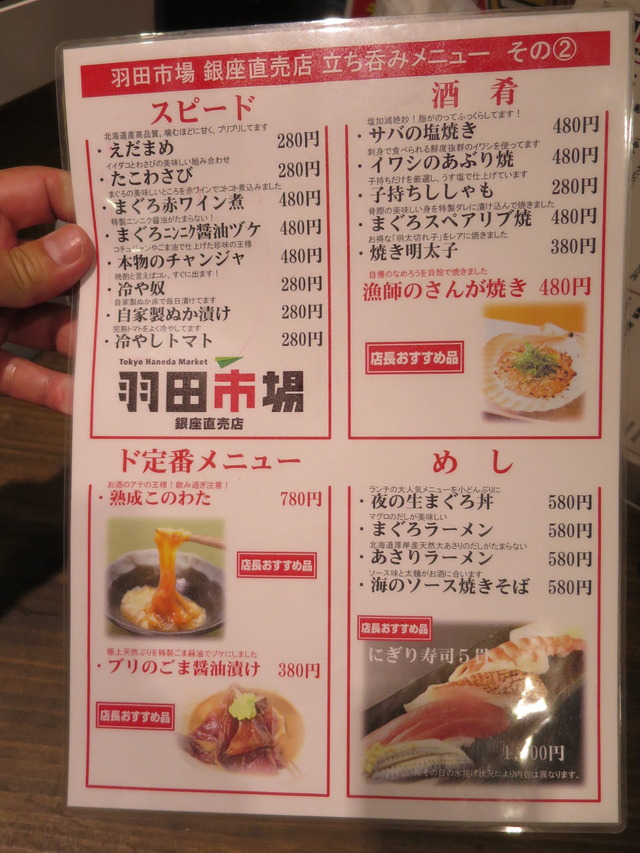 羽田市場 銀座直売店 立ち呑みメニュー その②
スピード
北海道産高品質。噛むほどに甘く、プリプリしてます
・えだまめ 280円
イイダコとわさびの美味しい組み合わせ
・たこわさび 280円
まぐろの美味しいところを赤ワインでコトコト煮込みました
・まぐろ赤ワイン煮 480円
特製ニンニク醤油がたまらない！
・まぐろニンニク醤油ヅケ 480円
コチュジャンやごま油で仕上げた珍味の王様
・本物のチャンジャ 480円
晩酌と言えばコレ、すぐに出ます！
・冷や奴 280円
自家製ぬか床で毎日漬けてます
・自家製ぬか漬け 280円
完熟トマトをよく冷やしてます
・冷やしトマト 280円
Tokyo Haneda Market
羽田市場
銀座直売店
酒肴
塩加減絶妙！脂がのってふっくらしてます！
・サバの塩焼き 480円
刺身で食べられる鮮度抜群のイワシを使ってます
・イワシのあぶり焼 480円
子持ちだけを厳選し、うす塩で仕上げています
・子持ちししゃも 280円
骨際の美味しい身を特製ダレに漬け込んで焼きました
・まぐろスペアリブ焼 480円
お得な「明太切れ子」をレアに焼きました
・焼き明太子 380円
自慢のなめろうを貝殻で焼きました
漁師のさんが焼き 480円
店長おすすめ品
ド定番メニュー
お酒のアテの王様！飲み過ぎ注意！
・熟成このわた 780円
店長おすすめ品
極上天然ぶりを特製ごま醤油でヅケにしました
・ブリのごま醤油漬け 380円
店長おすすめ品
めし
ランチの大人気メニューを小どんぶりに
・夜の生まぐろ丼 580円
マグロのだしが美味しい
・まぐろラーメン 580円
北海道厚岸産天然大あさりのだしがたまらない
・あさりラーメン 580円
ソース味と太麺がお酒に合います
・海のソース焼きそば 580円
店長おすすめ品
にぎり寿司５貫
円
※その日の水揚げ状況により内容は異なります。